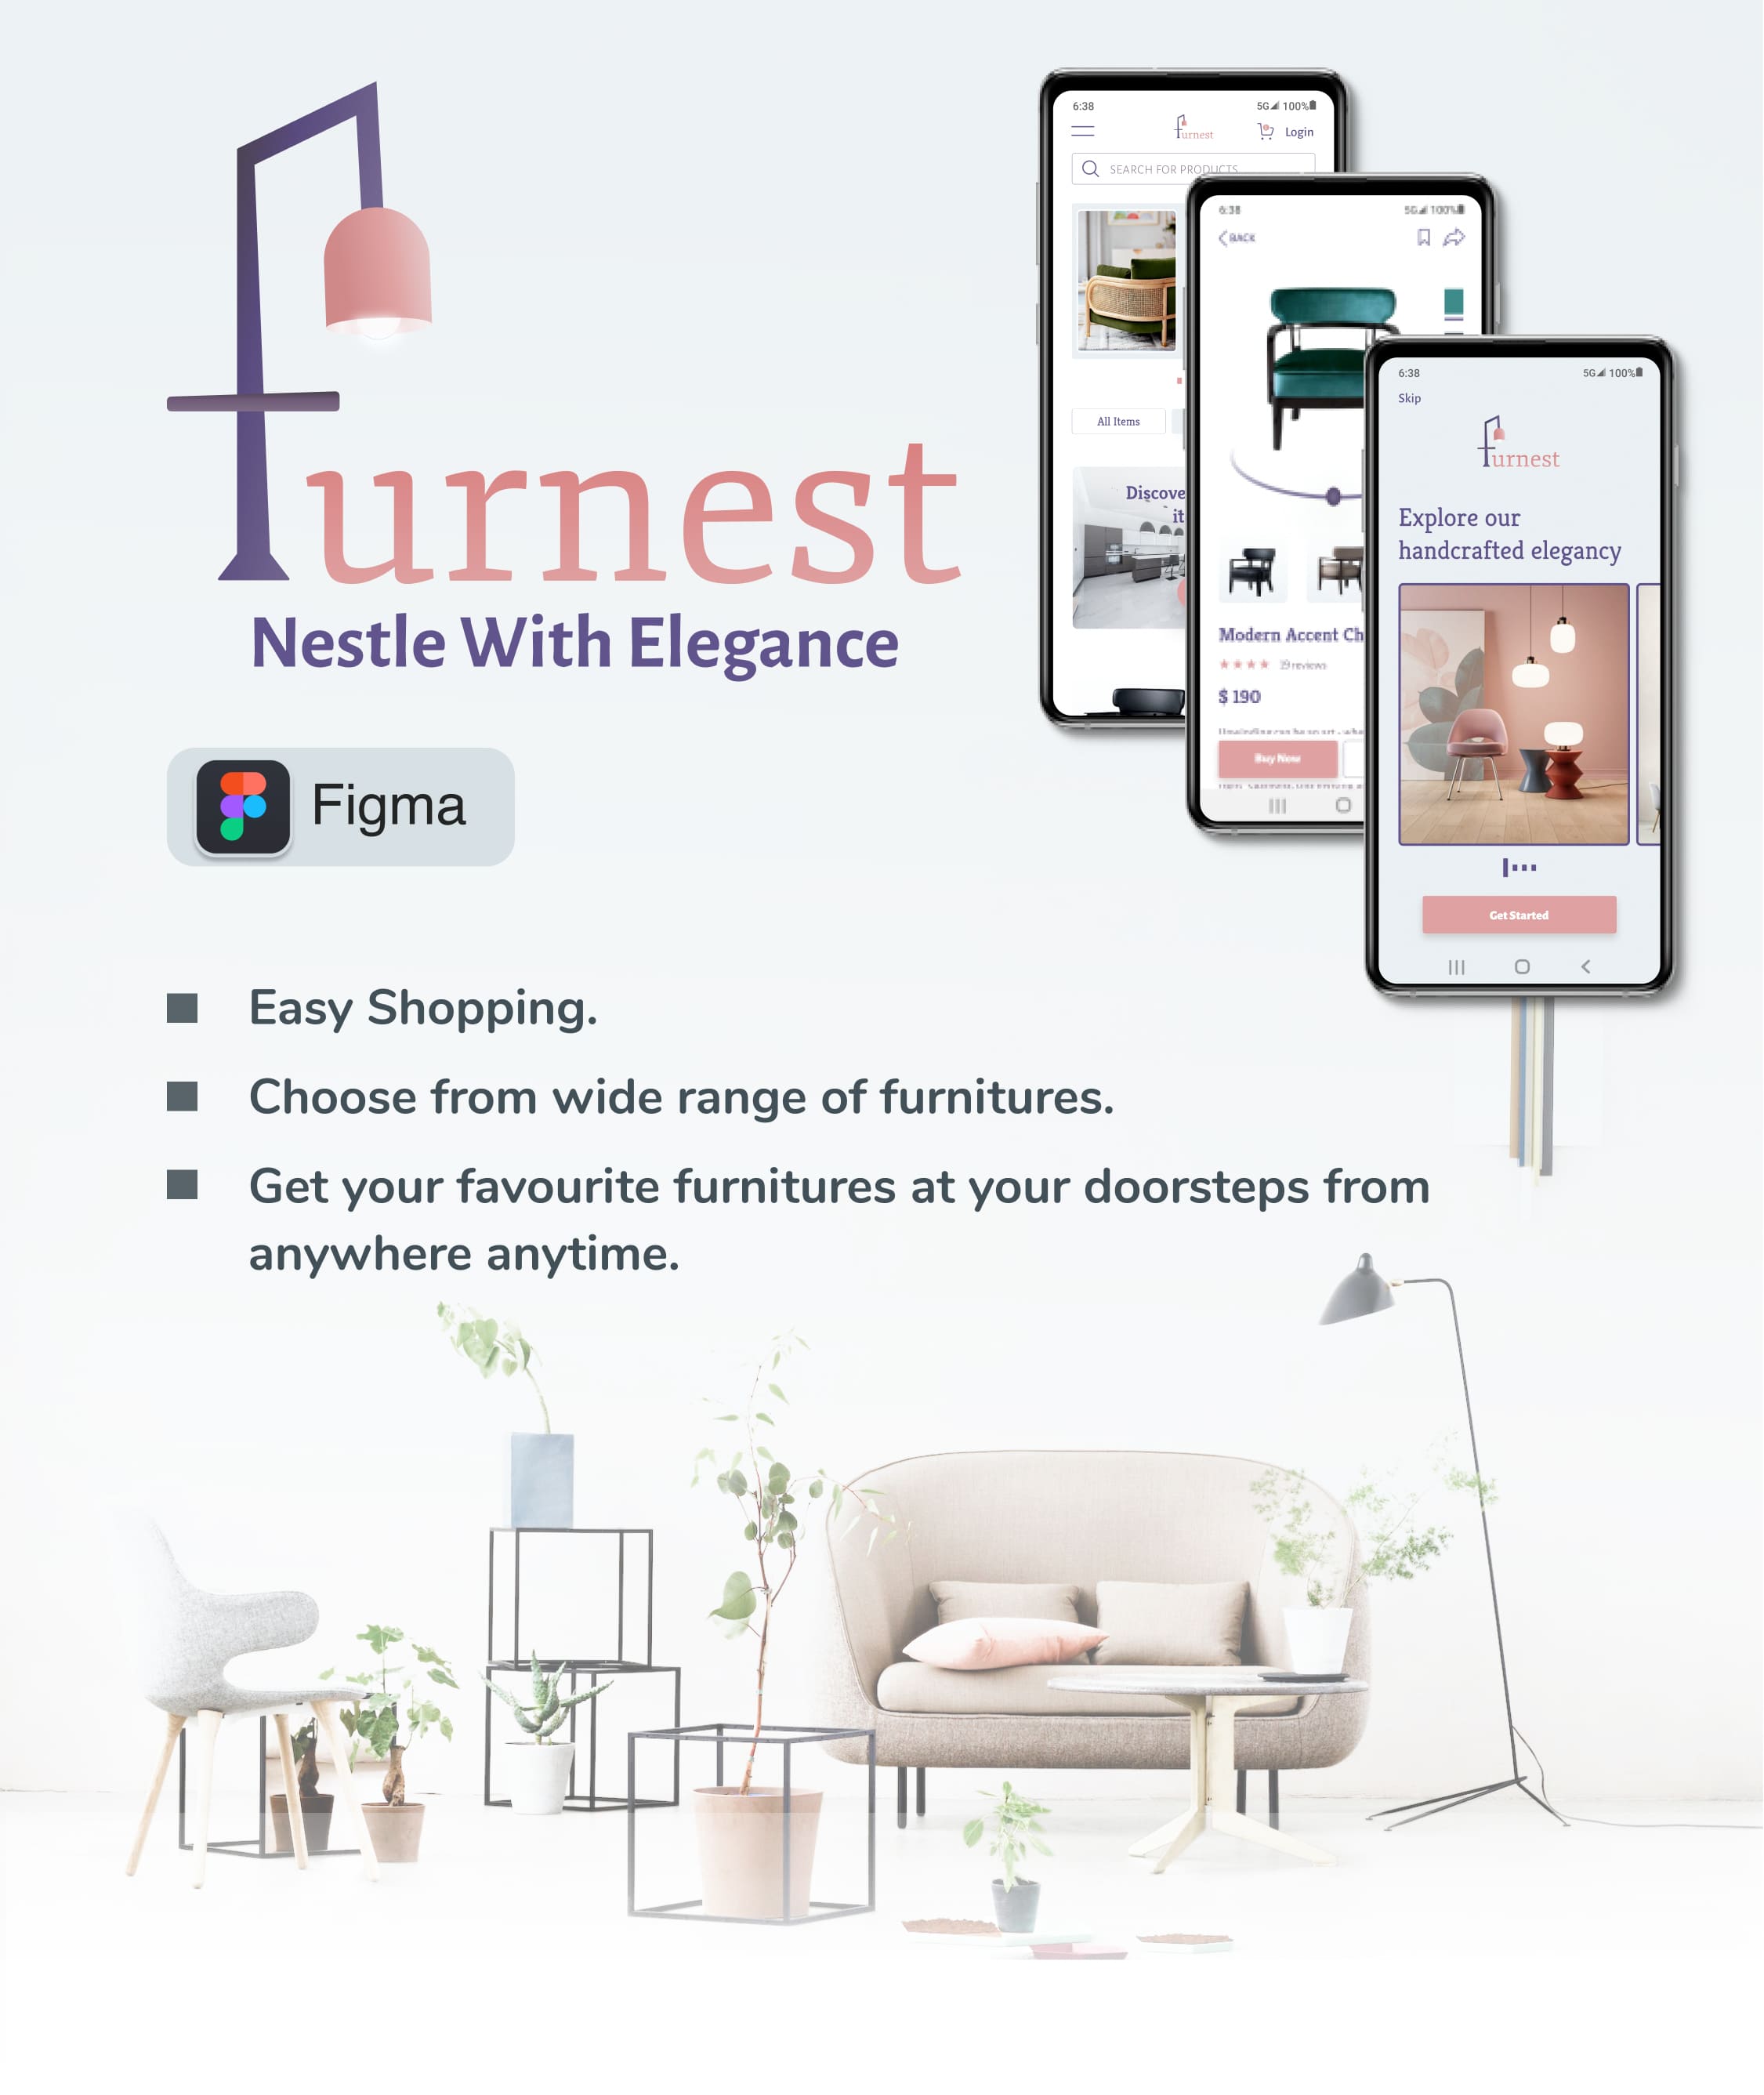 furnest
Nestle With Elegance
Figma
Easy Shopping.
Choose from wide range of furnitures.
Get your favourite furnitures at your doorsteps from
anywhere anytime.
6:38 5G 100%
furnest Login
SEARCH FOR PRODUCTS
All Items
Discove
it
6:38 5G 100%
BACK
Modern Accent Ch
19 reviews
$ 190
Buy Now
6:38 5G 100%
Skip
furnest
Explore our
handcrafted elegancy
Get Started